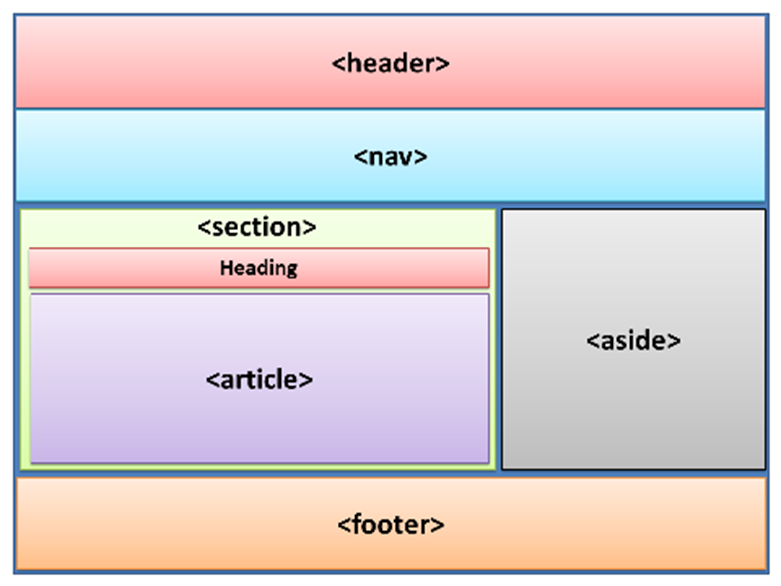 <header>
<nav>
<section>
Heading
<article>
<aside>
<footer>